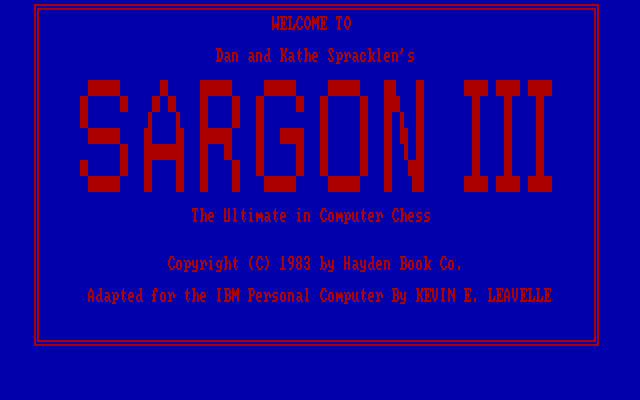 WELCOME TO
Dan and Kathe Spracklen's
SARGON III
The Ultimate in Computer Chess
Copyright (C) 1983 by Hayden Book Co.
Adapted for the IBM Personal Computer By KEVIN E. LEAVELLE